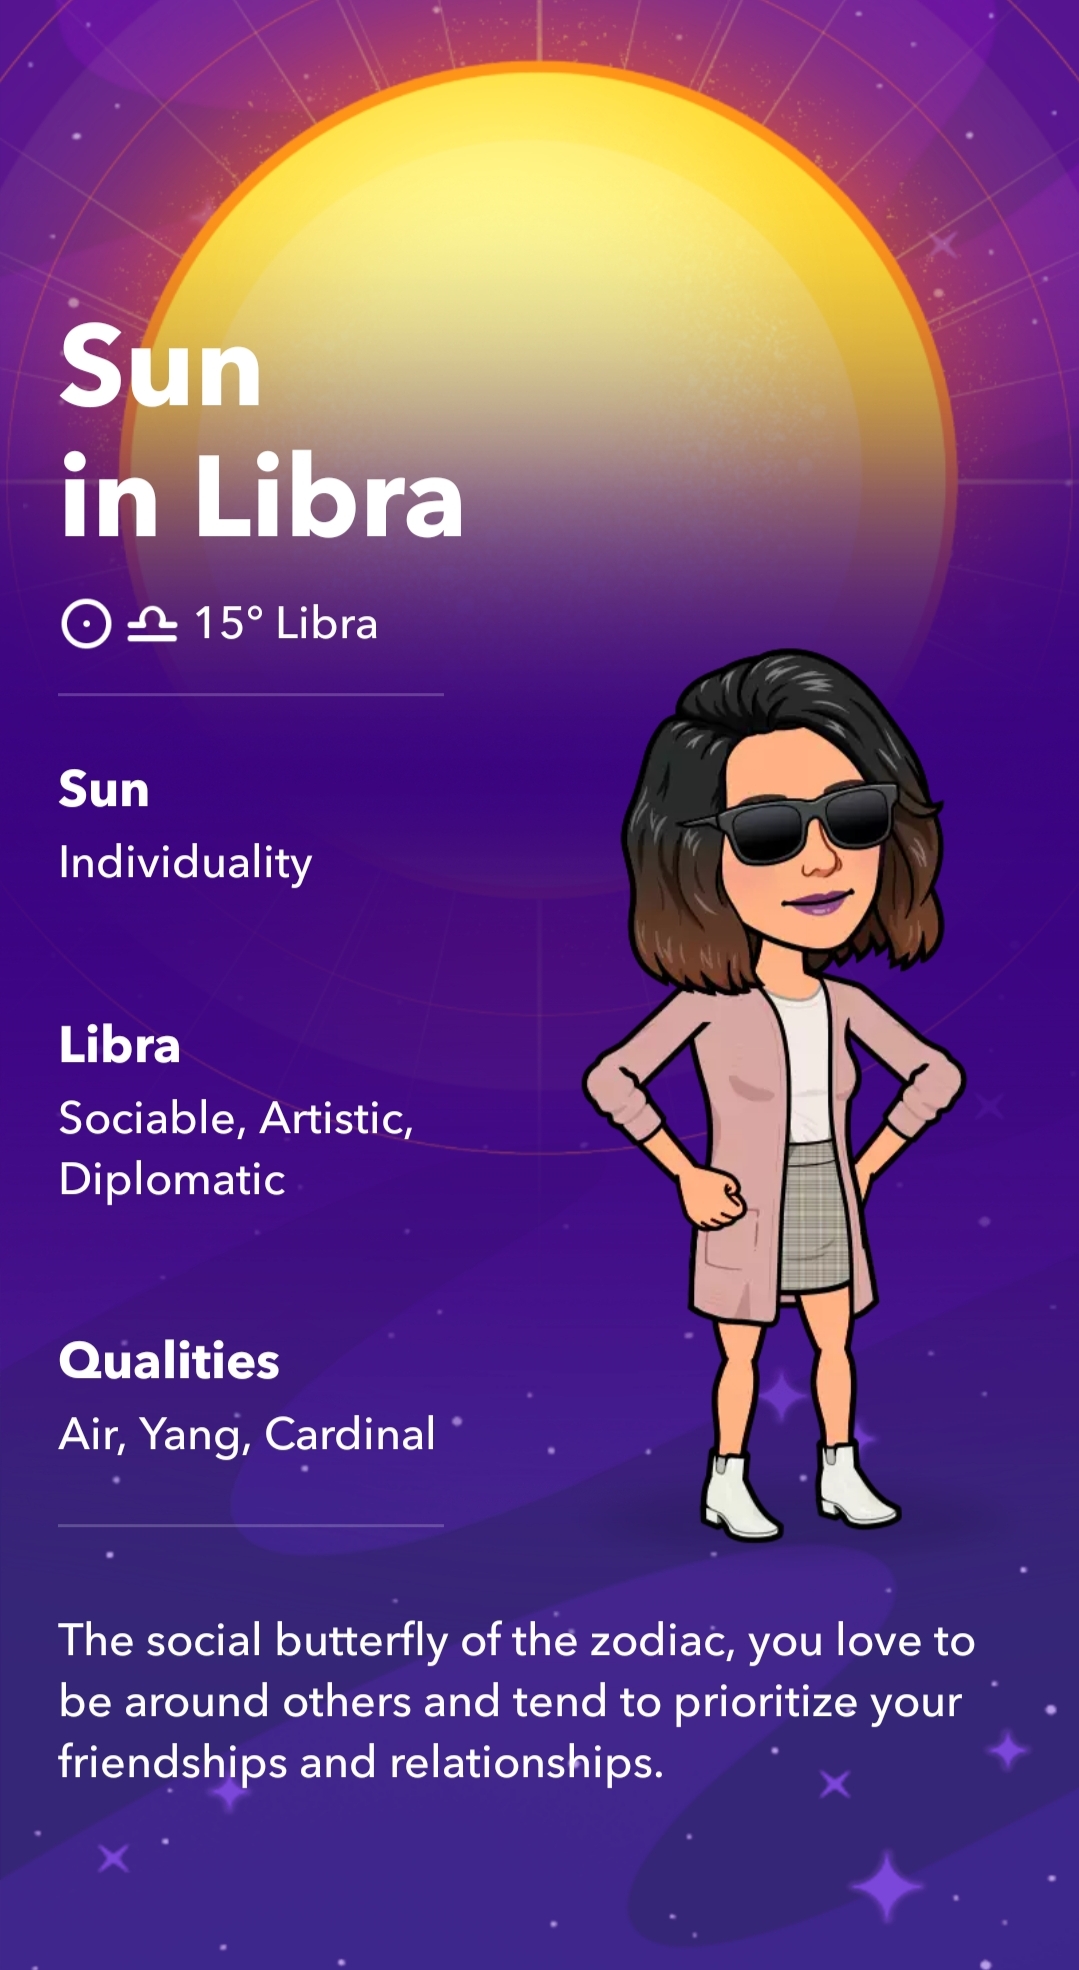 Sun
in Libra
☉ ♎︎ 15° Libra
Sun
Individuality
Libra
Sociable, Artistic,
Diplomatic
Qualities
Air, Yang, Cardinal
The social butterfly of the zodiac, you love to
be around others and tend to prioritize your
friendships and relationships.